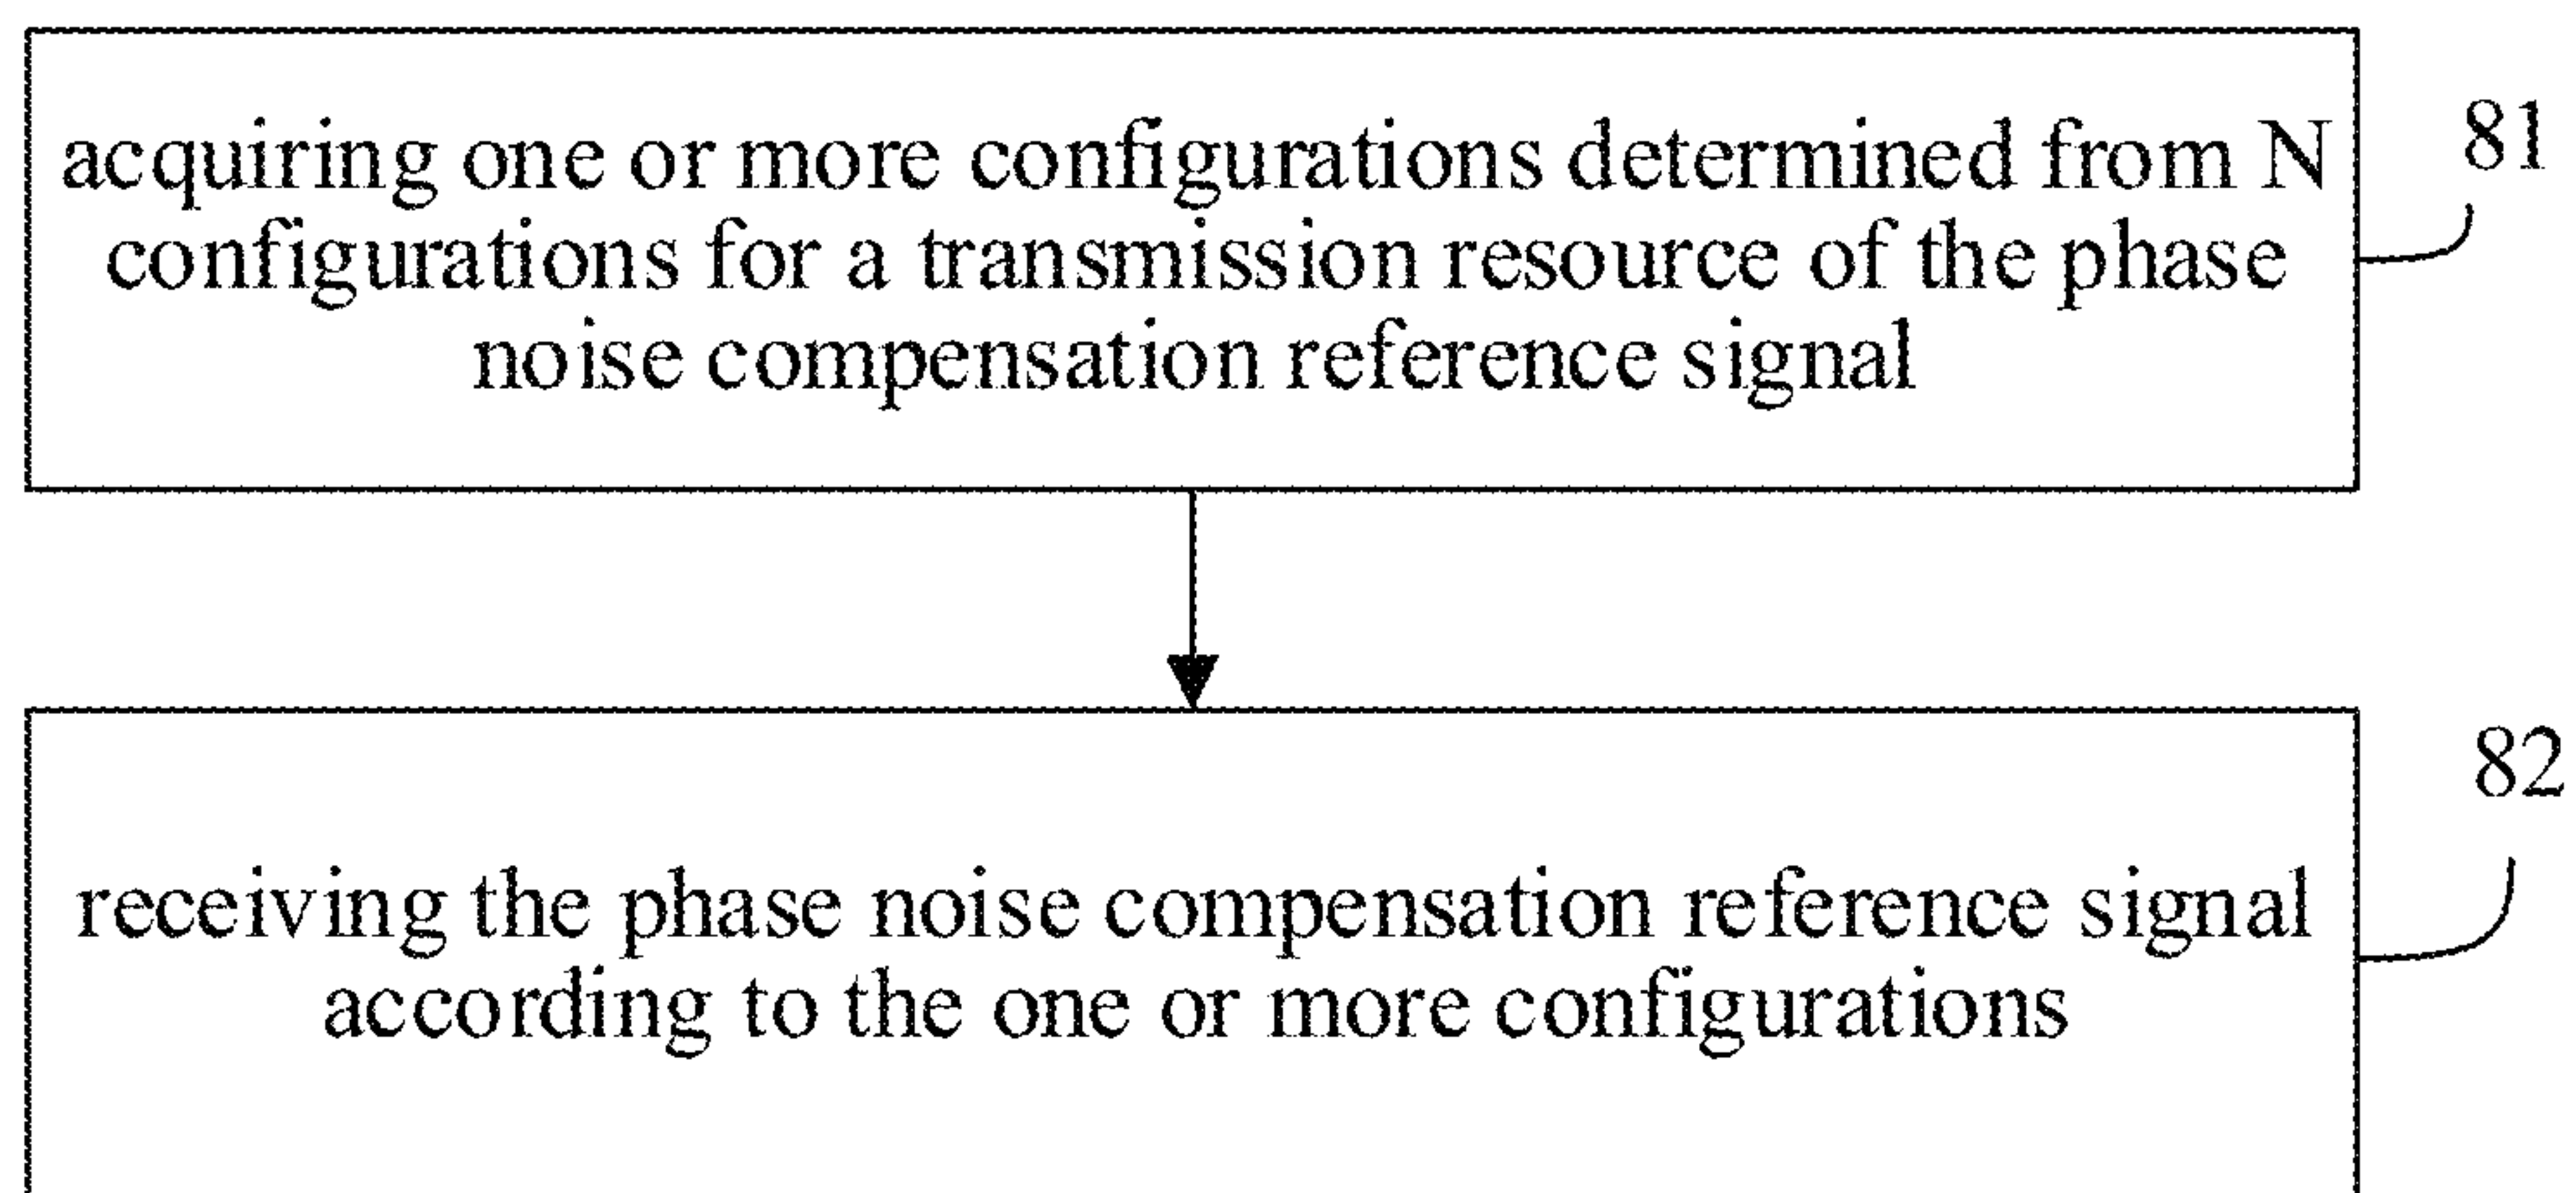 acquiring one or more configurations determined from N
configurations for a transmission resource of the phase
noise compensation reference signal
81
receiving the phase noise compensation reference signal
according to the one or more configurations
82